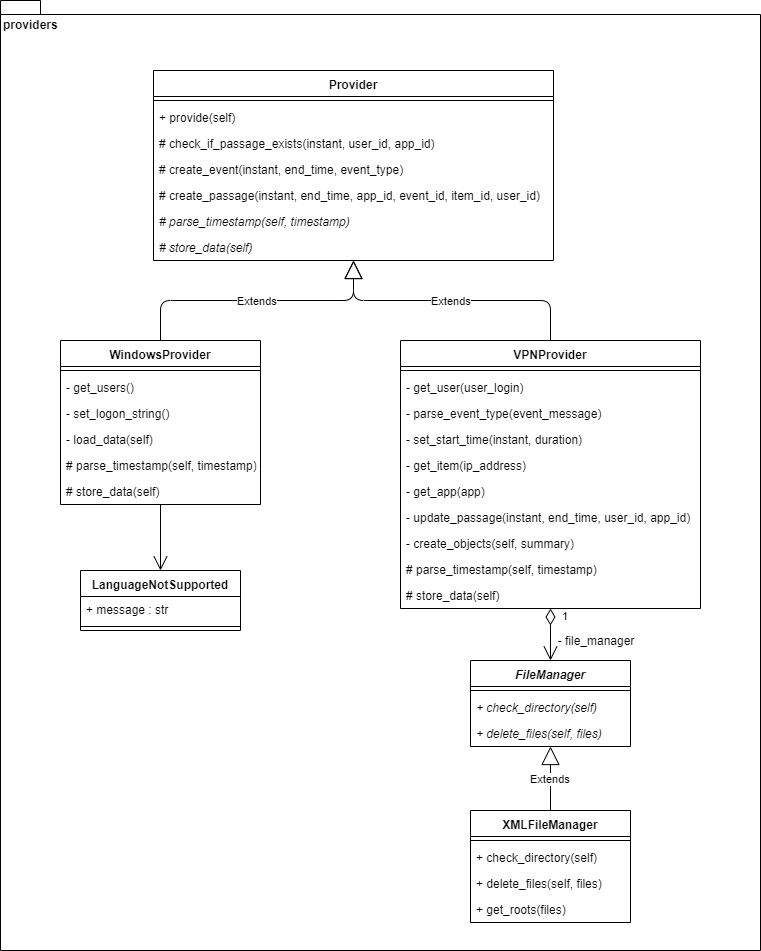 providers
Provider
+ provide(self)
# check_if_passage_exists(instant, user_id, app_id)
# create_event(instant, end_time, event_type)
# create_passage(instant, end_time, app_id, event_id, item_id, user_id)
# parse_timestamp(self, timestamp)
# store_data(self)
Extends
Extends
WindowsProvider
- get_users()
- set_logon_string()
- load_data(self)
# parse_timestamp(self, timestamp)
# store_data(self)
VPNProvider
- get_user(user_login)
- parse_event_type(event_message)
- set_start_time(instant, duration)
- get_item(ip_address)
- get_app(app)
- update_passage(instant, end_time, user_id, app_id)
- create_objects(self, summary)
# parse_timestamp(self, timestamp)
# store_data(self)
LanguageNotSupported
+ message : str
1
- file_manager
FileManager
+ check_directory(self)
+ delete_files(self, files)
Extends
XMLFileManager
+ check_directory(self)
+ delete_files(self, files)
+ get_roots(files)